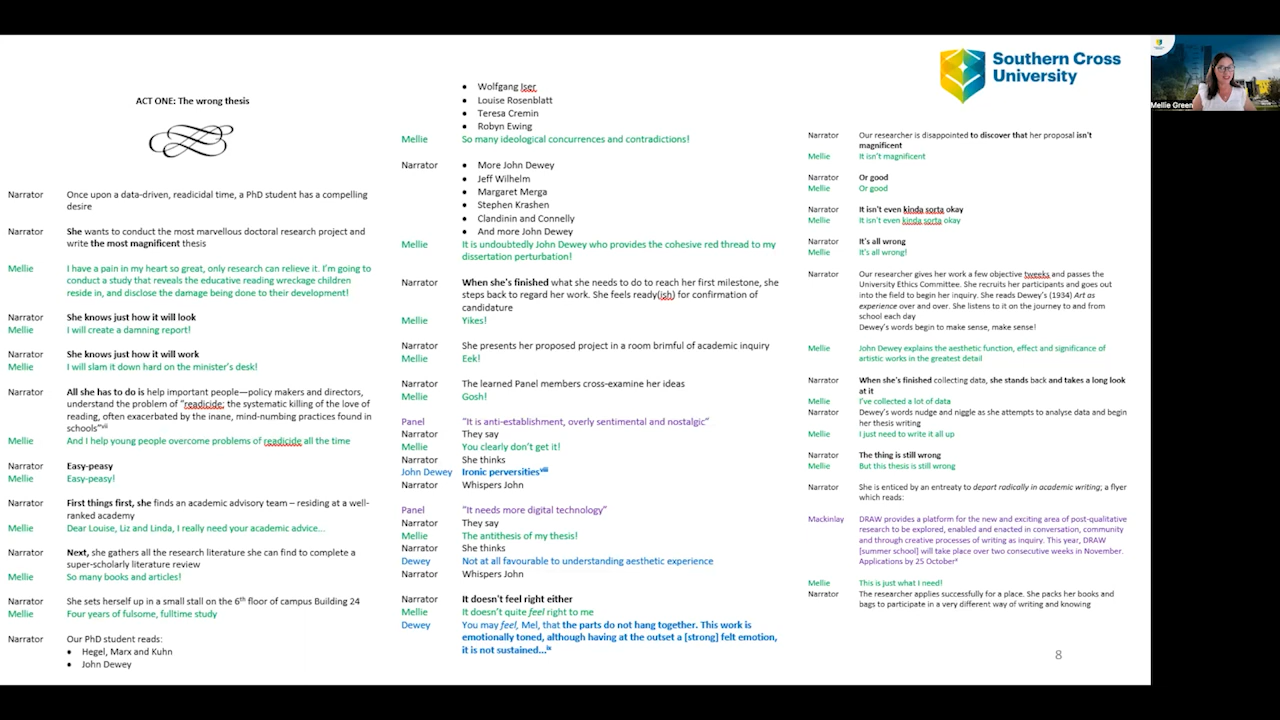 ACT ONE: The wrong thesis
Narrator Once upon a data-driven, readicidal time, a PhD student has a compelling
desire
Narrator She wants to conduct the most marvellous doctoral research project and
write the most magnificent thesis
Mellie I have a pain in my heart so great, only research can relieve it. I'm going to
conduct a study that reveals the educative reading wreckage children
reside in, and disclose the damage being done to their development!
Narrator She knows just how it will look
Mellie I will create a damning report!
Narrator She knows just how it will work
Mellie I will slam it down hard on the minister's desk!
Narrator All she has to do is help important people—policy makers and directors,
understand the problem of "readicide: the systematic killing of the love of
reading, often exacerbated by the inane, mind-numbing practices found in
schools"vii
Mellie And I help young people overcome problems of readicide all the time
Narrator Easy-peasy
Mellie Easy-peasy!
Narrator First things first, she finds an academic advisory team – residing at a well-
ranked academy
Mellie Dear Louise, Liz and Linda, I really need your academic advice...
Narrator Next, she gathers all the research literature she can find to complete a
super-scholarly literature review
Mellie So many books and articles!
Narrator She sets herself up in a small stall on the 6th floor of campus Building 24
Mellie Four years of fulsome, fulltime study
Narrator Our PhD student reads:
• Hegel, Marx and Kuhn
• John Dewey
• Wolfgang Iser
• Louise Rosenblatt
• Teresa Cremin
• Robyn Ewing
Mellie So many ideological concurrences and contradictions!
Narrator • More John Dewey
• Jeff Wilhelm
• Margaret Merga
• Stephen Krashen
• Clandinin and Connelly
• And more John Dewey
Mellie It is undoubtedly John Dewey who provides the cohesive red thread to my
dissertation perturbation!
Narrator When she's finished what she needs to do to reach her first milestone, she
steps back to regard her work. She feels ready(ish) for confirmation of
candidature
Mellie Yikes!
Narrator She presents her proposed project in a room brimful of academic inquiry
Mellie Eek!
Narrator The learned Panel members cross-examine her ideas
Mellie Gosh!
Panel "It is anti-establishment, overly sentimental and nostalgic"
Narrator They say
Mellie You clearly don't get it!
Narrator She thinks
John Dewey Ironic perversitiesviii
Narrator Whispers John
Panel "It needs more digital technology"
Narrator They say
Mellie The antithesis of my thesis!
Narrator She thinks
Dewey Not at all favourable to understanding aesthetic experience
Narrator Whispers John
Narrator It doesn't feel right either
Mellie It doesn't quite feel right to me
Dewey You may feel, Mel, that the parts do not hang together. This work is
emotionally toned, although having at the outset a [strong] felt emotion,
it is not sustained...ix
Southern Cross
University
Narrator Our researcher is disappointed to discover that her proposal isn't
magnificent
Mellie It isn't magnificent
Narrator Or good
Mellie Or good
Narrator It isn't even kinda sorta okay
Mellie It isn't even kinda sorta okay
Narrator It's all wrong
Mellie It's all wrong!
Narrator Our researcher gives her work a few objective tweeks and passes the
University Ethics Committee. She recruits her participants and goes out
into the field to begin her inquiry. She reads Dewey's (1934) Art as
experience over and over. She listens to it on the journey to and from
school each day
Dewey's words begin to make sense, make sense!
Mellie John Dewey explains the aesthetic function, effect and significance of
artistic works in the greatest detail
Narrator When she's finished collecting data, she stands back and takes a long look
at it
Mellie I've collected a lot of data
Narrator Dewey's words nudge and niggle as she attempts to analyse data and begin
her thesis writing
Mellie I just need to write it all up
Narrator The thing is still wrong
Mellie But this thesis is still wrong
Narrator She is enticed by an entreaty to depart radically in academic writing; a flyer
which reads:
Mackinlay DRAW provides a platform for the new and exciting area of post-qualitative
research to be explored, enabled and enacted in conversation, community
and through creative processes of writing as inquiry. This year, DRAW
[summer school] will take place over two consecutive weeks in November.
Applications by 25 Octoberx
Mellie This is just what I need!
Narrator The researcher applies successfully for a place. She packs her books and
bags to participate in a very different way of writing and knowing
8
Mellie Green